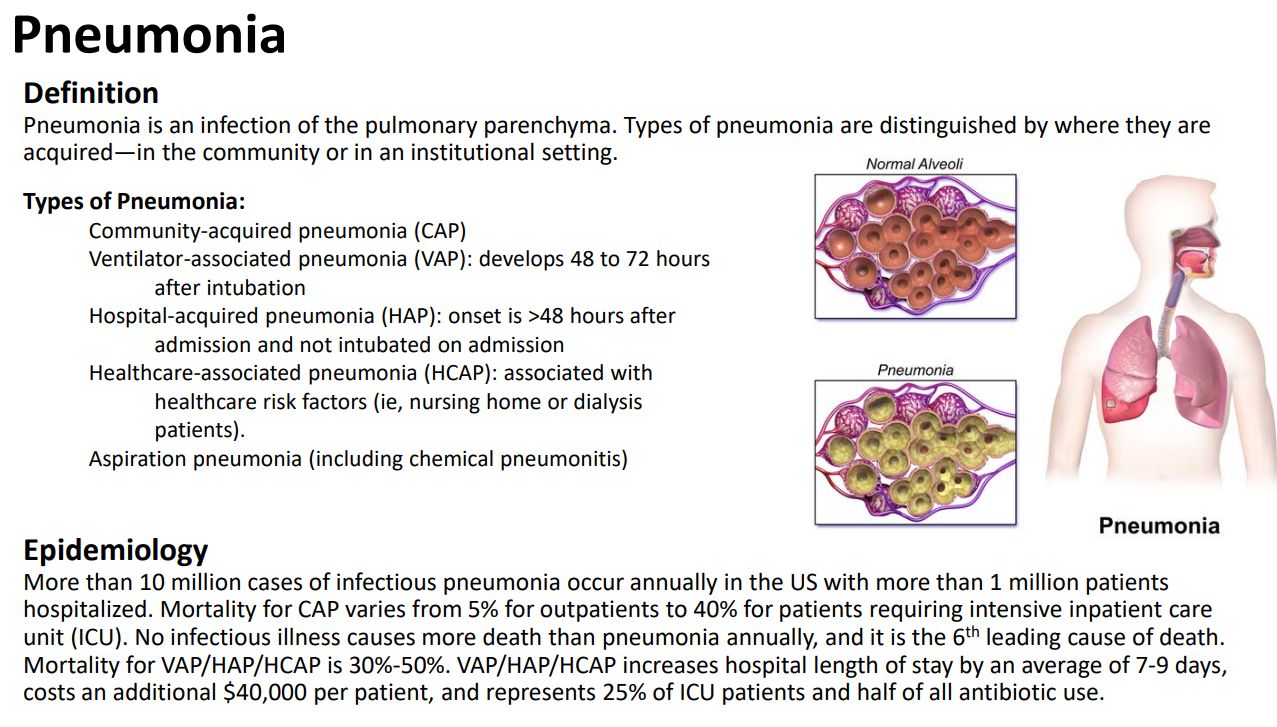 Pneumonia
Definition
Pneumonia is an infection of the pulmonary parenchyma. Types of pneumonia are distinguished by where they are
acquired—in the community or in an institutional setting.
Types of Pneumonia:
Community-acquired pneumonia (CAP)
Ventilator-associated pneumonia (VAP): develops 48 to 72 hours
after intubation
Hospital-acquired pneumonia (HAP): onset is >48 hours after
admission and not intubated on admission
Healthcare-associated pneumonia (HCAP): associated with
healthcare risk factors (ie, nursing home or dialysis
patients).
Aspiration pneumonia (including chemical pneumonitis)
Normal Alveoli
Pneumonia
Pneumonia
Epidemiology
More than 10 million cases of infectious pneumonia occur annually in the US with more than 1 million patients
hospitalized. Mortality for CAP varies from 5% for outpatients to 40% for patients requiring intensive inpatient care
unit (ICU). No infectious illness causes more death than pneumonia annually, and it is the 6th leading cause of death.
Mortality for VAP/HAP/HCAP is 30%-50%. VAP/HAP/HCAP increases hospital length of stay by an average of 7-9 days,
costs an additional $40,000 per patient, and represents 25% of ICU patients and half of all antibiotic use.